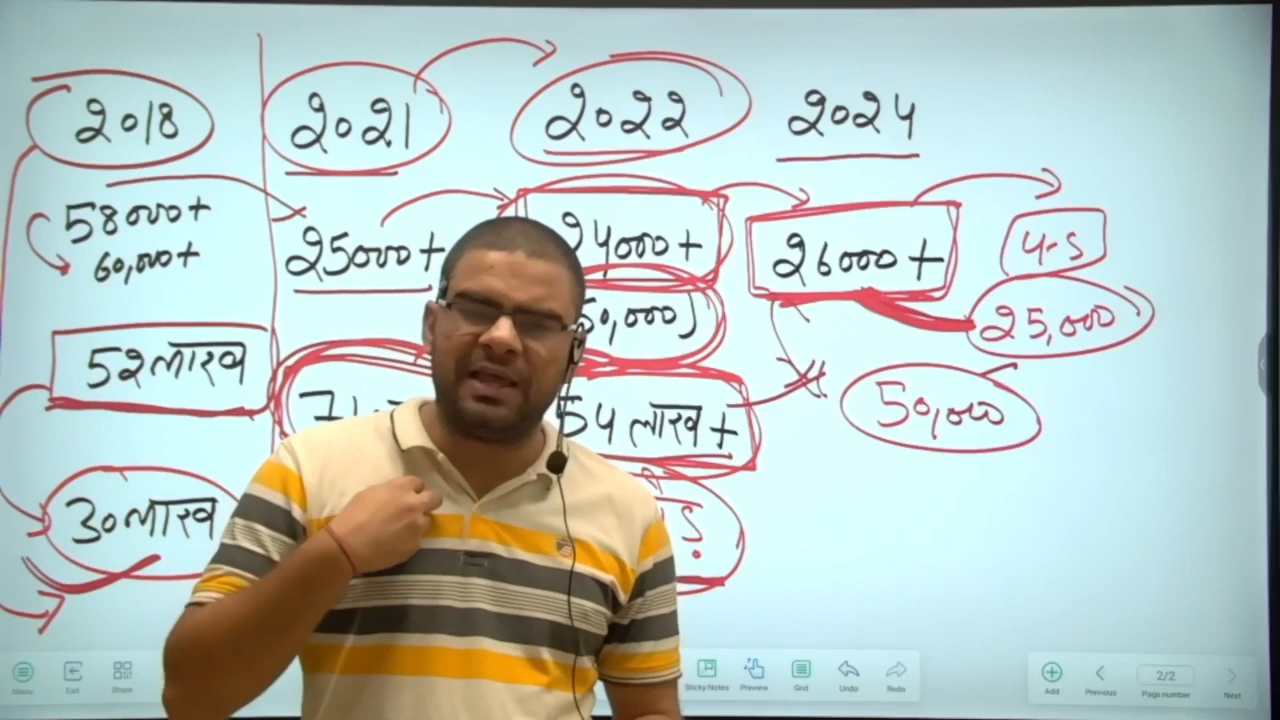 2018 2021 2022 2024
58000+ 25000+ 24000+ 26000+ 4-5
60,000+ 25,000
52 लाख 54 लाख+ 50,000
30 लाख ?
Menu Exit Share Sticky-Notes Preview Grid Undo Redo Add Previous 2/2 Page number Next